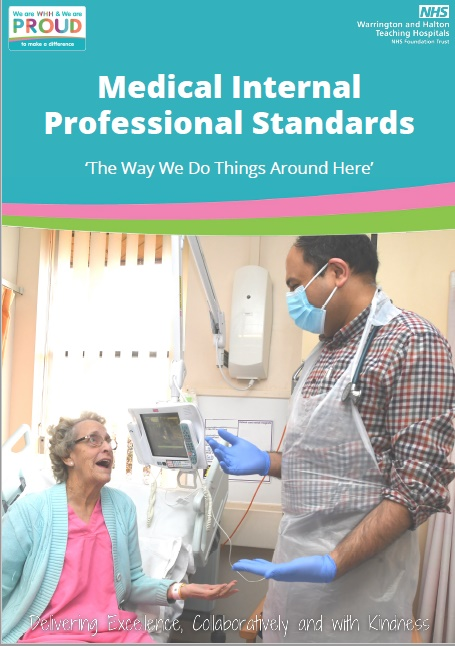 We are WHH & We are
PROUD
to make a difference
NHS
Warrington and Halton
Teaching Hospitals
NHS Foundation Trust
Medical Internal
Professional Standards
‘The Way We Do Things Around Here’
Delivering Excellence, Collaboratively and with Kindness